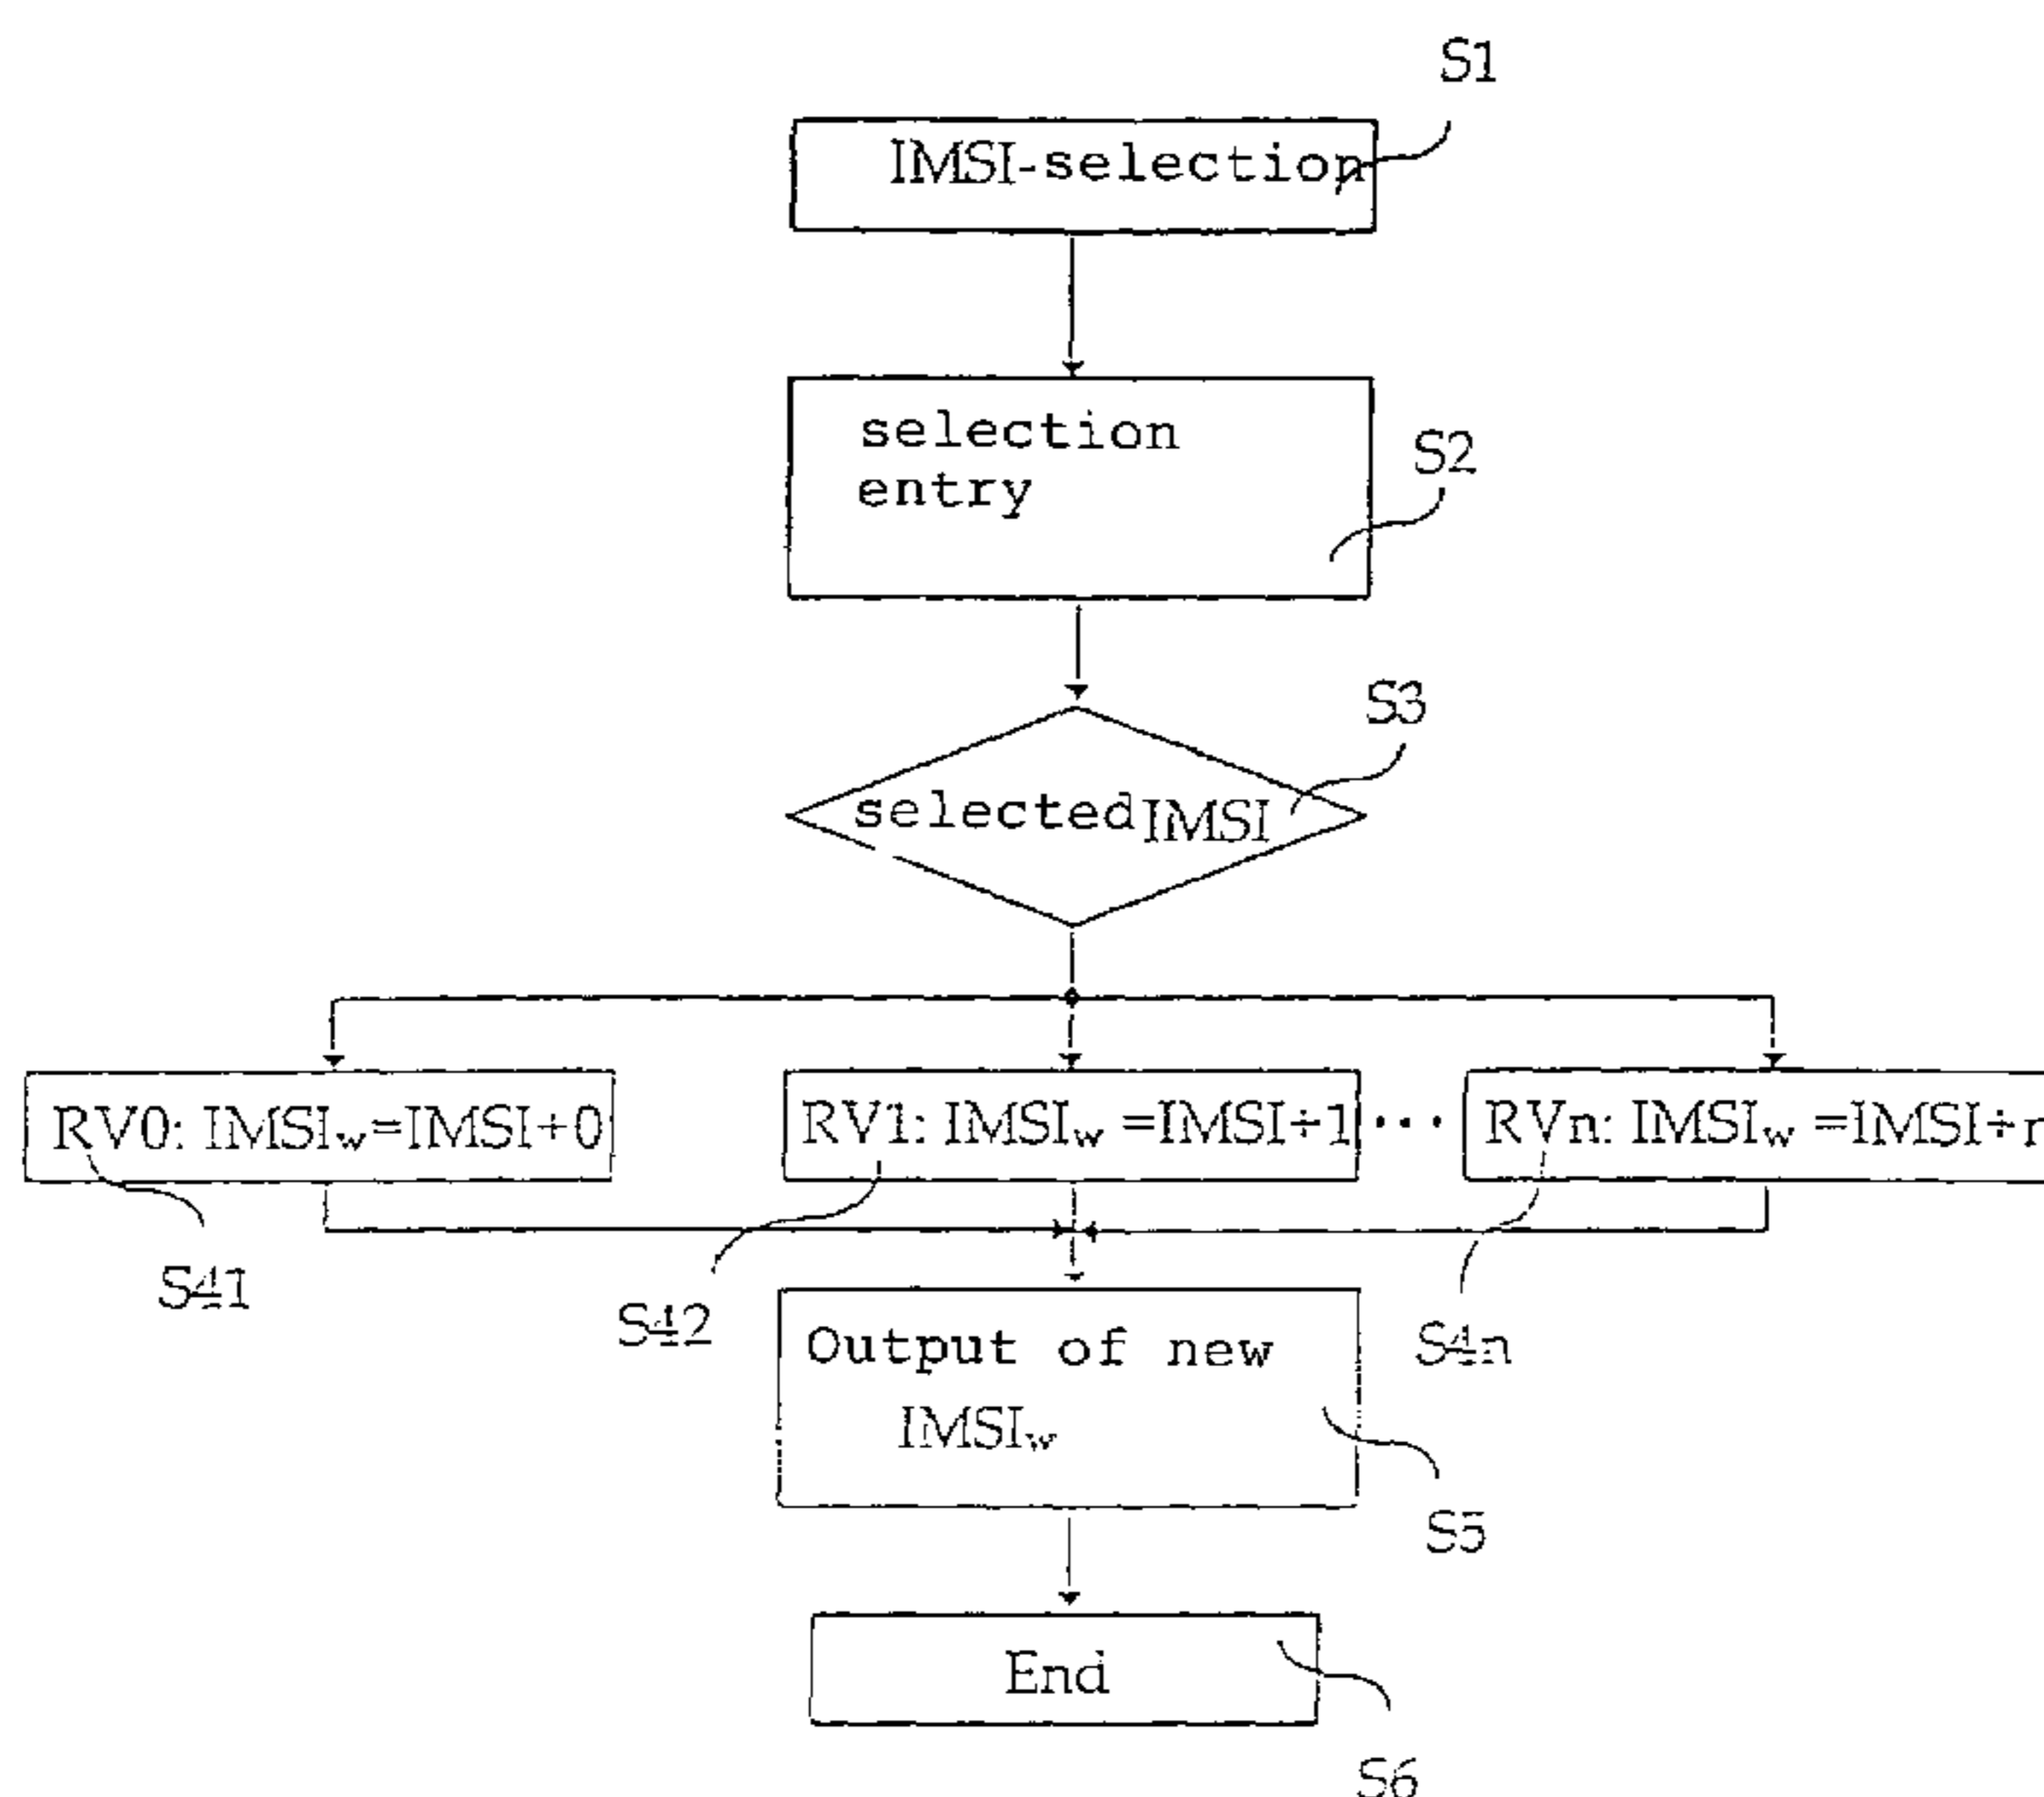 S1
IMSI-selection
selection
entry
S2
S3
selected IMSI
RV0: IMSIw=IMSI+0
RV1: IMSIw =IMSI+1
...
RVn: IMSIw =IMSI+
S41
S42
S4n
Output of new
IMSIw
S5
End
S6